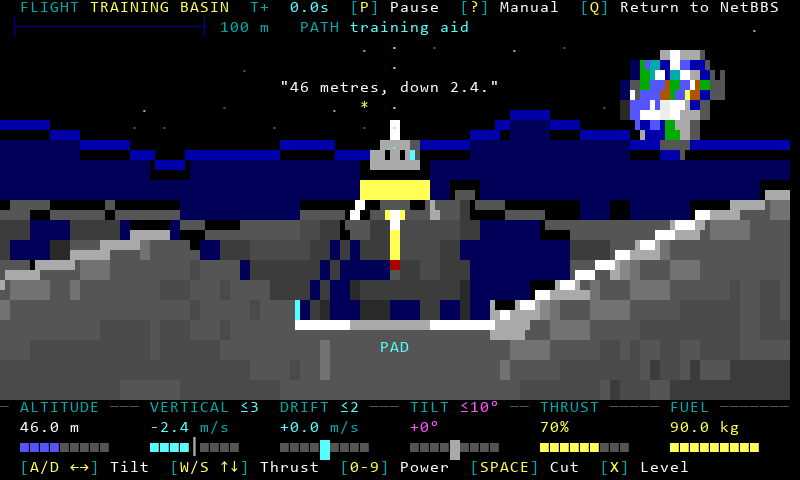 FLIGHT TRAINING BASIN T+ 0.0s [P] Pause [?] Manual [Q] Return to NetBBS
100 m PATH training aid
"46 metres, down 2.4."
PAD
ALTITUDE VERTICAL ≤3 DRIFT ≤2 TILT ≤10° THRUST FUEL
46.0 m -2.4 m/s +0.0 m/s +0° 70% 90.0 kg
[A/D ↔] Tilt [W/S ↑↓] Thrust [0-9] Power [SPACE] Cut [X] Level